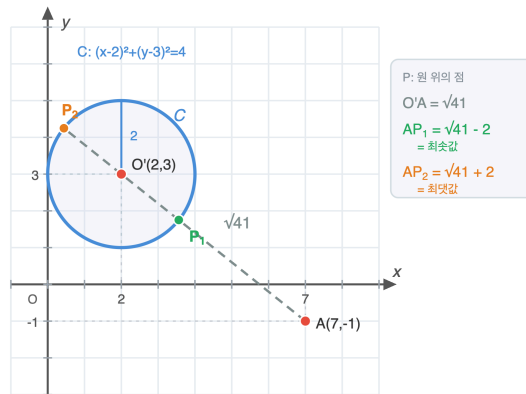 y
C: (x-2)²+(y-3)²=4
P₂
C
2
3
O'(2,3)
√41
P₁
x
O
2
7
-1
A(7,-1)
P: 원 위의 점
O'A = √41
AP₁ = √41 - 2
= 최솟값
AP₂ = √41 + 2
= 최댓값